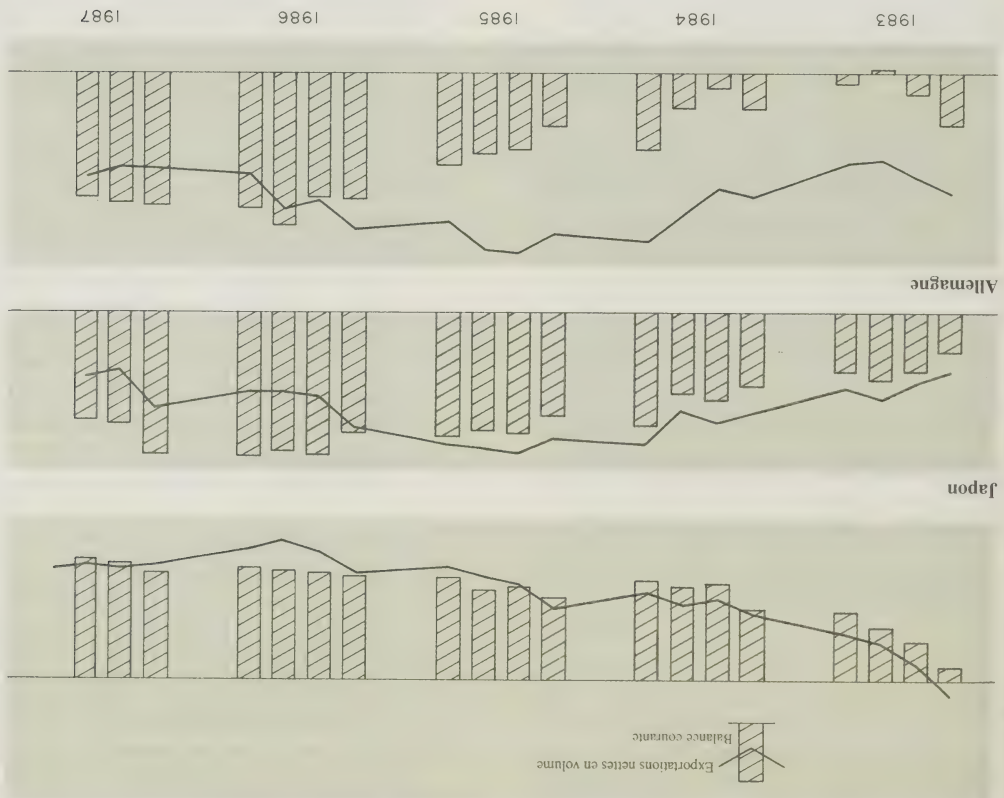 Exportations nettes en volume
Balance courante
Japon
Allemagne
1983 1984 1985 1986 1987